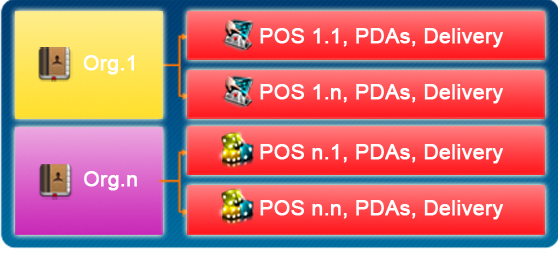 Org.1
POS 1.1, PDAs, Delivery
POS 1.n, PDAs, Delivery
Org.n
POS n.1, PDAs, Delivery
POS n.n, PDAs, Delivery